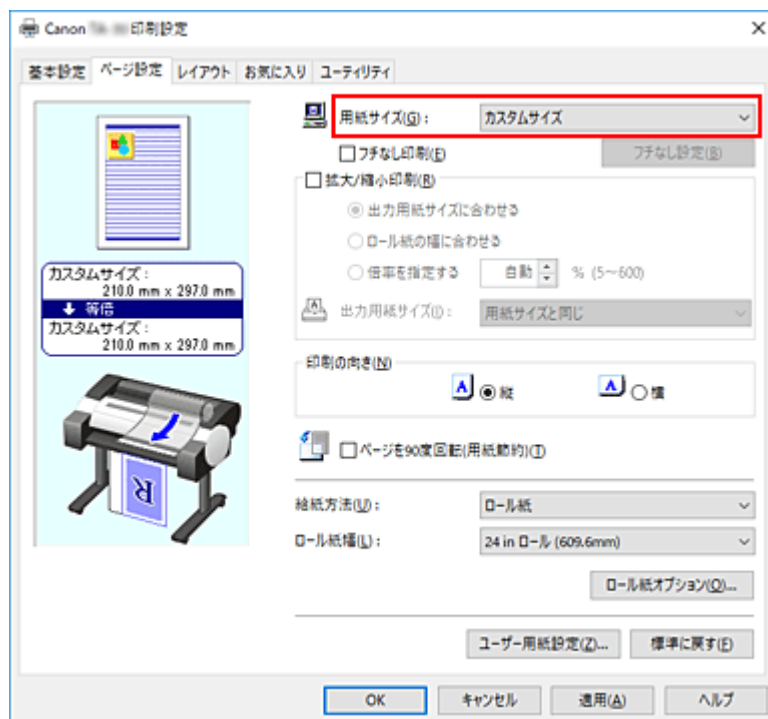 Canon 印刷設定
基本設定 ページ設定 レイアウト お気に入り ユーティリティ
用紙サイズ(G): カスタムサイズ
フチなし印刷(E) フチなし設定(B)
拡大/縮小印刷(R)
出力用紙サイズに合わせる
ロール紙の幅に合わせる
倍率を指定する 自動 % (5～600)
出力用紙サイズ(I): 用紙サイズと同じ
カスタムサイズ:
210.0 mm x 297.0 mm
等倍
カスタムサイズ:
210.0 mm x 297.0 mm
R
印刷の向き(N)
A 縦 A 横
ページを90度回転(用紙節約)(T)
給紙方法(U): ロール紙
ロール紙幅(L): 24 in ロール (609.6mm)
ロール紙オプション(O)...
ユーザー用紙設定(Z)... 標準に戻す(F)
OK キャンセル 適用(A) ヘルプ